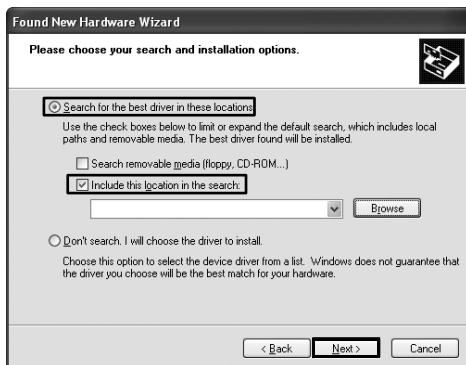 Found New Hardware Wizard
Please choose your search and installation options.
Search for the best driver in these locations.
Use the check boxes below to limit or expand the default search, which includes local
paths and removable media. The best driver found will be installed.
Search removable media (floppy, CD-ROM...)
Include this location in the search:
Browse
Don't search. I will choose the driver to install.
Choose this option to select the device driver from a list. Windows does not guarantee that
the driver you choose will be the best match for your hardware.
< Back Next > Cancel